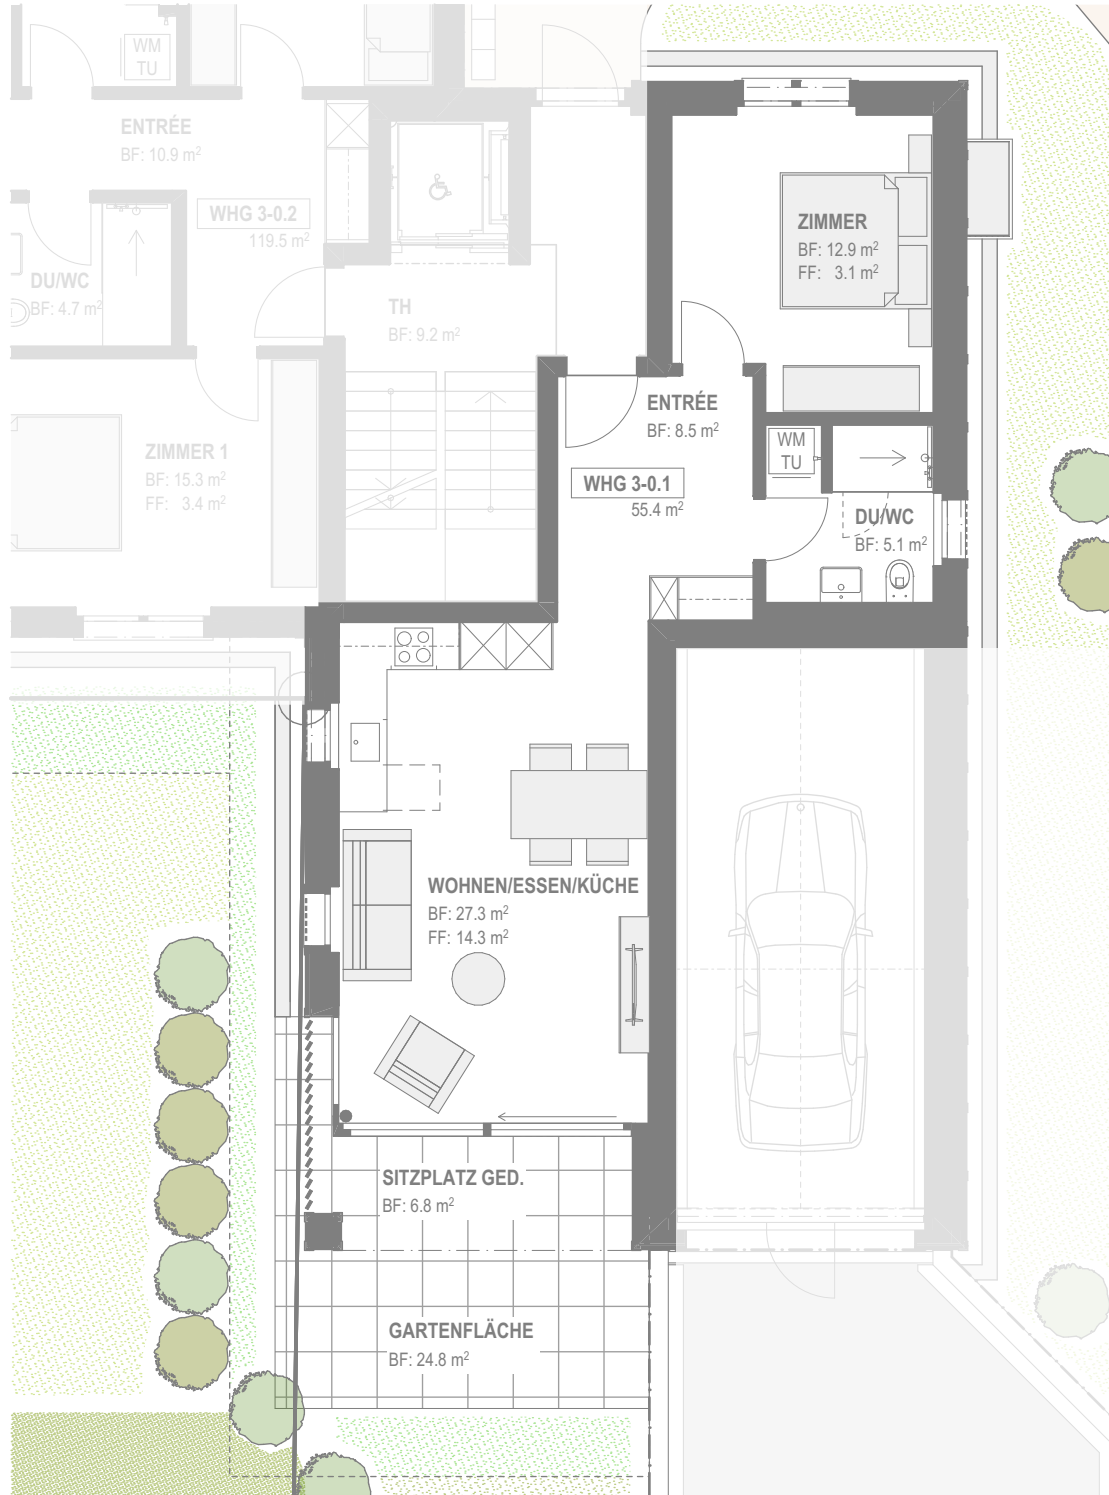 WM
TU
ENTRÉE
BF: 10.9 m²
WHG 3-0.2
119.5 m²
DU/WC
BF: 4.7 m²
TH
BF: 9.2 m²
ZIMMER 1
BF: 15.3 m²
FF: 3.4 m²
ZIMMER
BF: 12.9 m²
FF: 3.1 m²
ENTRÉE
BF: 8.5 m²
WHG 3-0.1
55.4 m²
WM
TU
DU/WC
BF: 5.1 m²
WOHNEN/ESSEN/KÜCHE
BF: 27.3 m²
FF: 14.3 m²
SITZPLATZ GED.
BF: 6.8 m²
GARTENFLÄCHE
BF: 24.8 m²